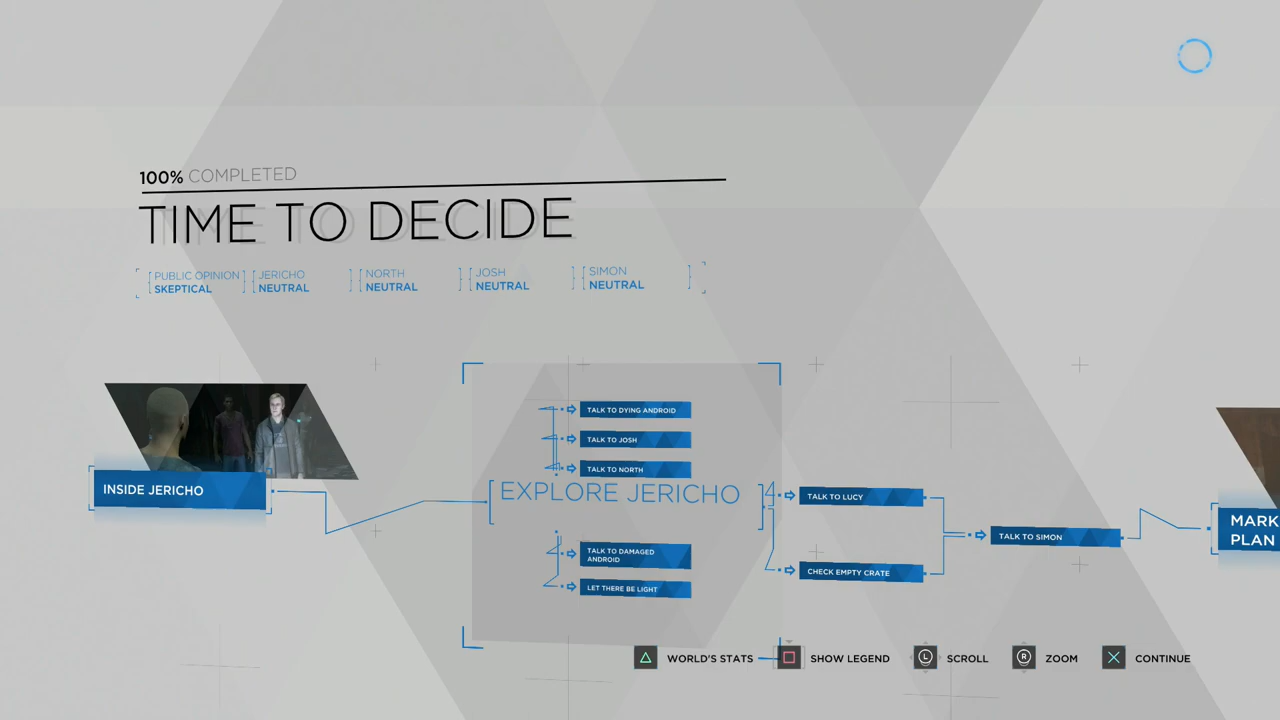 100% COMPLETED
TIME TO DECIDE
PUBLIC OPINION JERICHO NORTH JOSH SIMON
SKEPTICAL NEUTRAL NEUTRAL NEUTRAL NEUTRAL
TALK TO DYING ANDROID
TALK TO JOSH
TALK TO NORTH
INSIDE JERICHO
EXPLORE JERICHO
TALK TO LUCY
TALK TO SIMON
MARK
PLAN
TALK TO DAMAGED
ANDROID
CHECK EMPTY CRATE
LET THERE BE LIGHT
WORLD'S STATS SHOW LEGEND L SCROLL R ZOOM CONTINUE